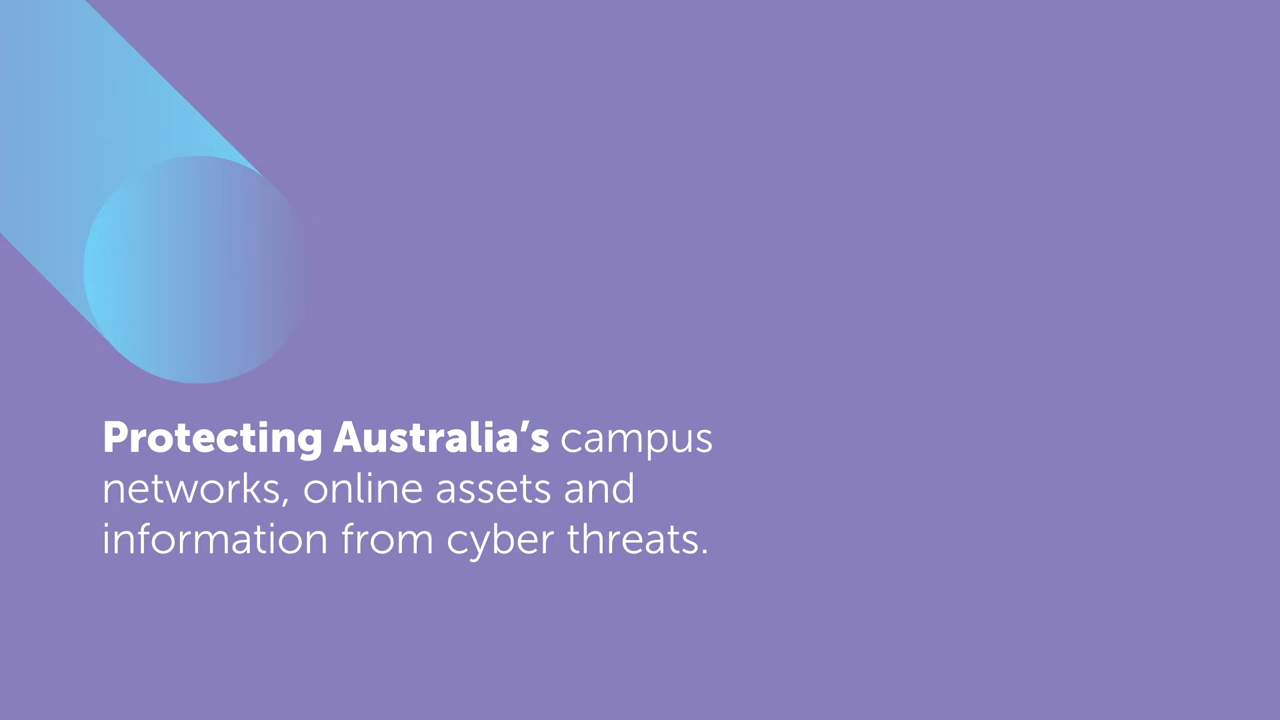 Protecting Australia’s campus
networks, online assets and
information from cyber threats.